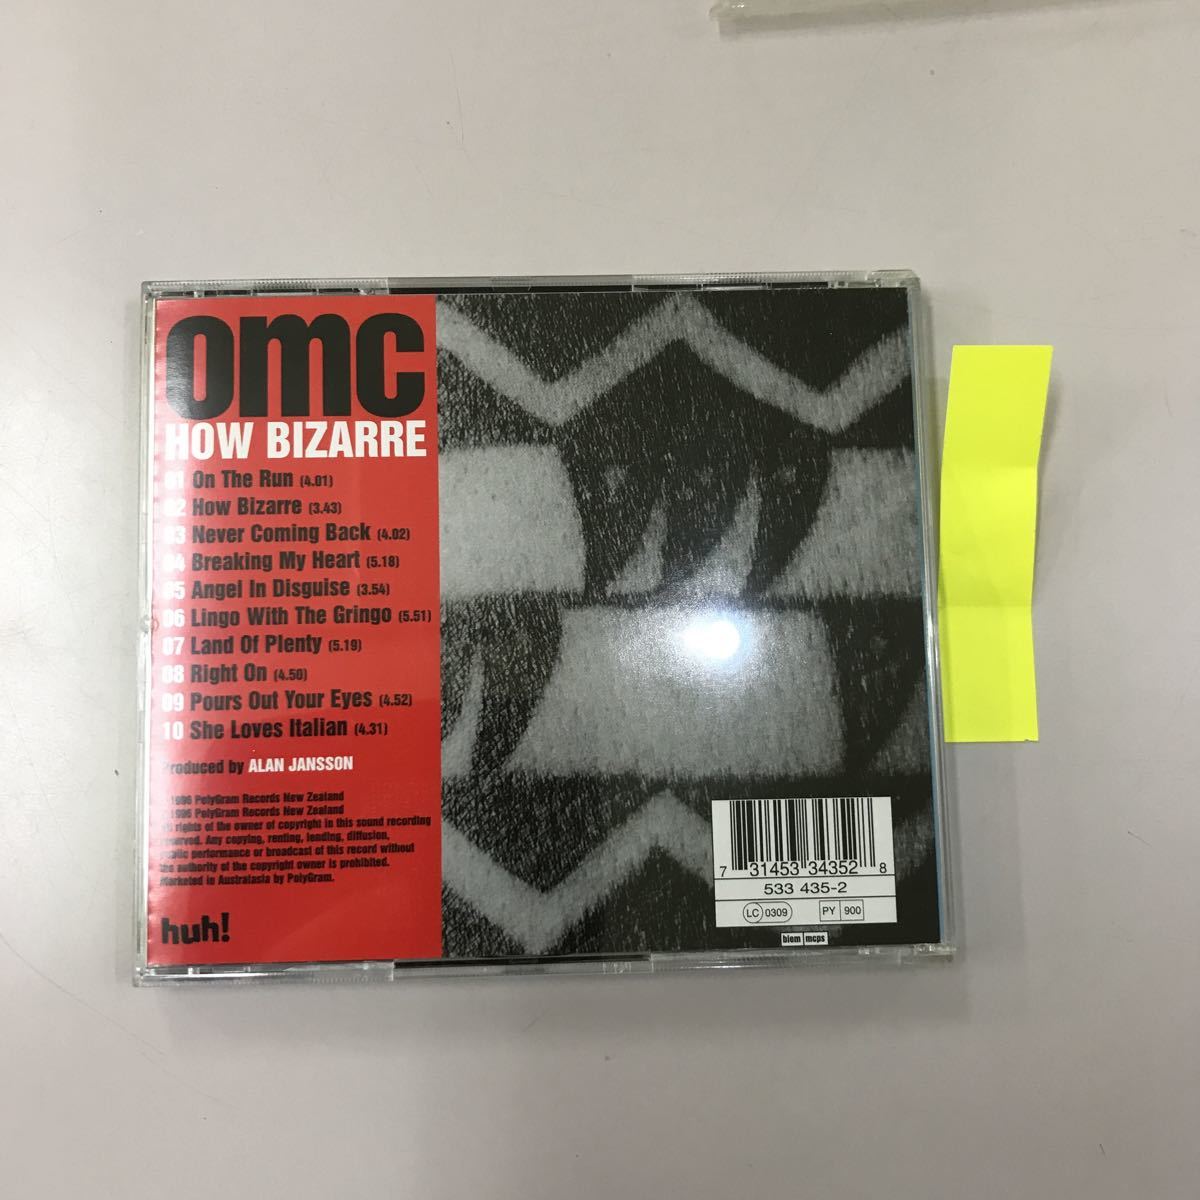 omc
HOW BIZARRE
01 On The Run (4.01)
02 How Bizarre (3.43)
03 Never Coming Back (4.02)
04 Breaking My Heart (5.18)
05 Angel In Disguise (3.54)
06 Lingo With The Gringo (5.51)
07 Land Of Plenty (5.19)
08 Right On (4.50)
09 Pours Out Your Eyes (4.52)
10 She Loves Italian (4.31)
Produced by ALAN JANSSON
1996 PolyGram Records New Zealand
1996 PolyGram Records New Zealand
All rights of the owner of copyright in this sound recording
reserved. Any copying, renting, lending, diffusion,
public performance or broadcast of this record without
the authority of the copyright owner is prohibited.
Marketed in Australasia by PolyGram.
huh!
7 31453 34352 8
533 435-2
LC 0309 PY 900
biem mcps